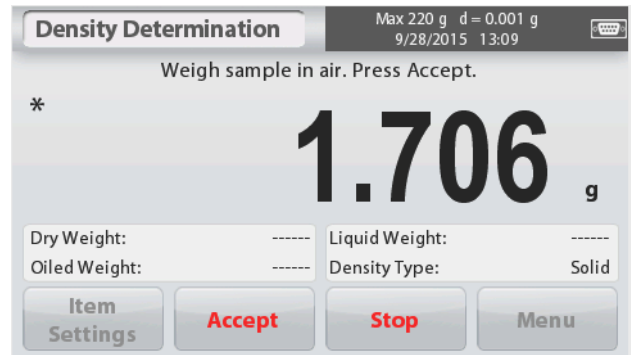 Density Determination
Max 220 g d = 0.001 g
9/28/2015 13:09
Weigh sample in air. Press Accept.
*
1.706 g
Dry Weight: ------ Liquid Weight: ------
Oiled Weight: ------ Density Type: Solid
Item
Settings
Accept
Stop
Menu